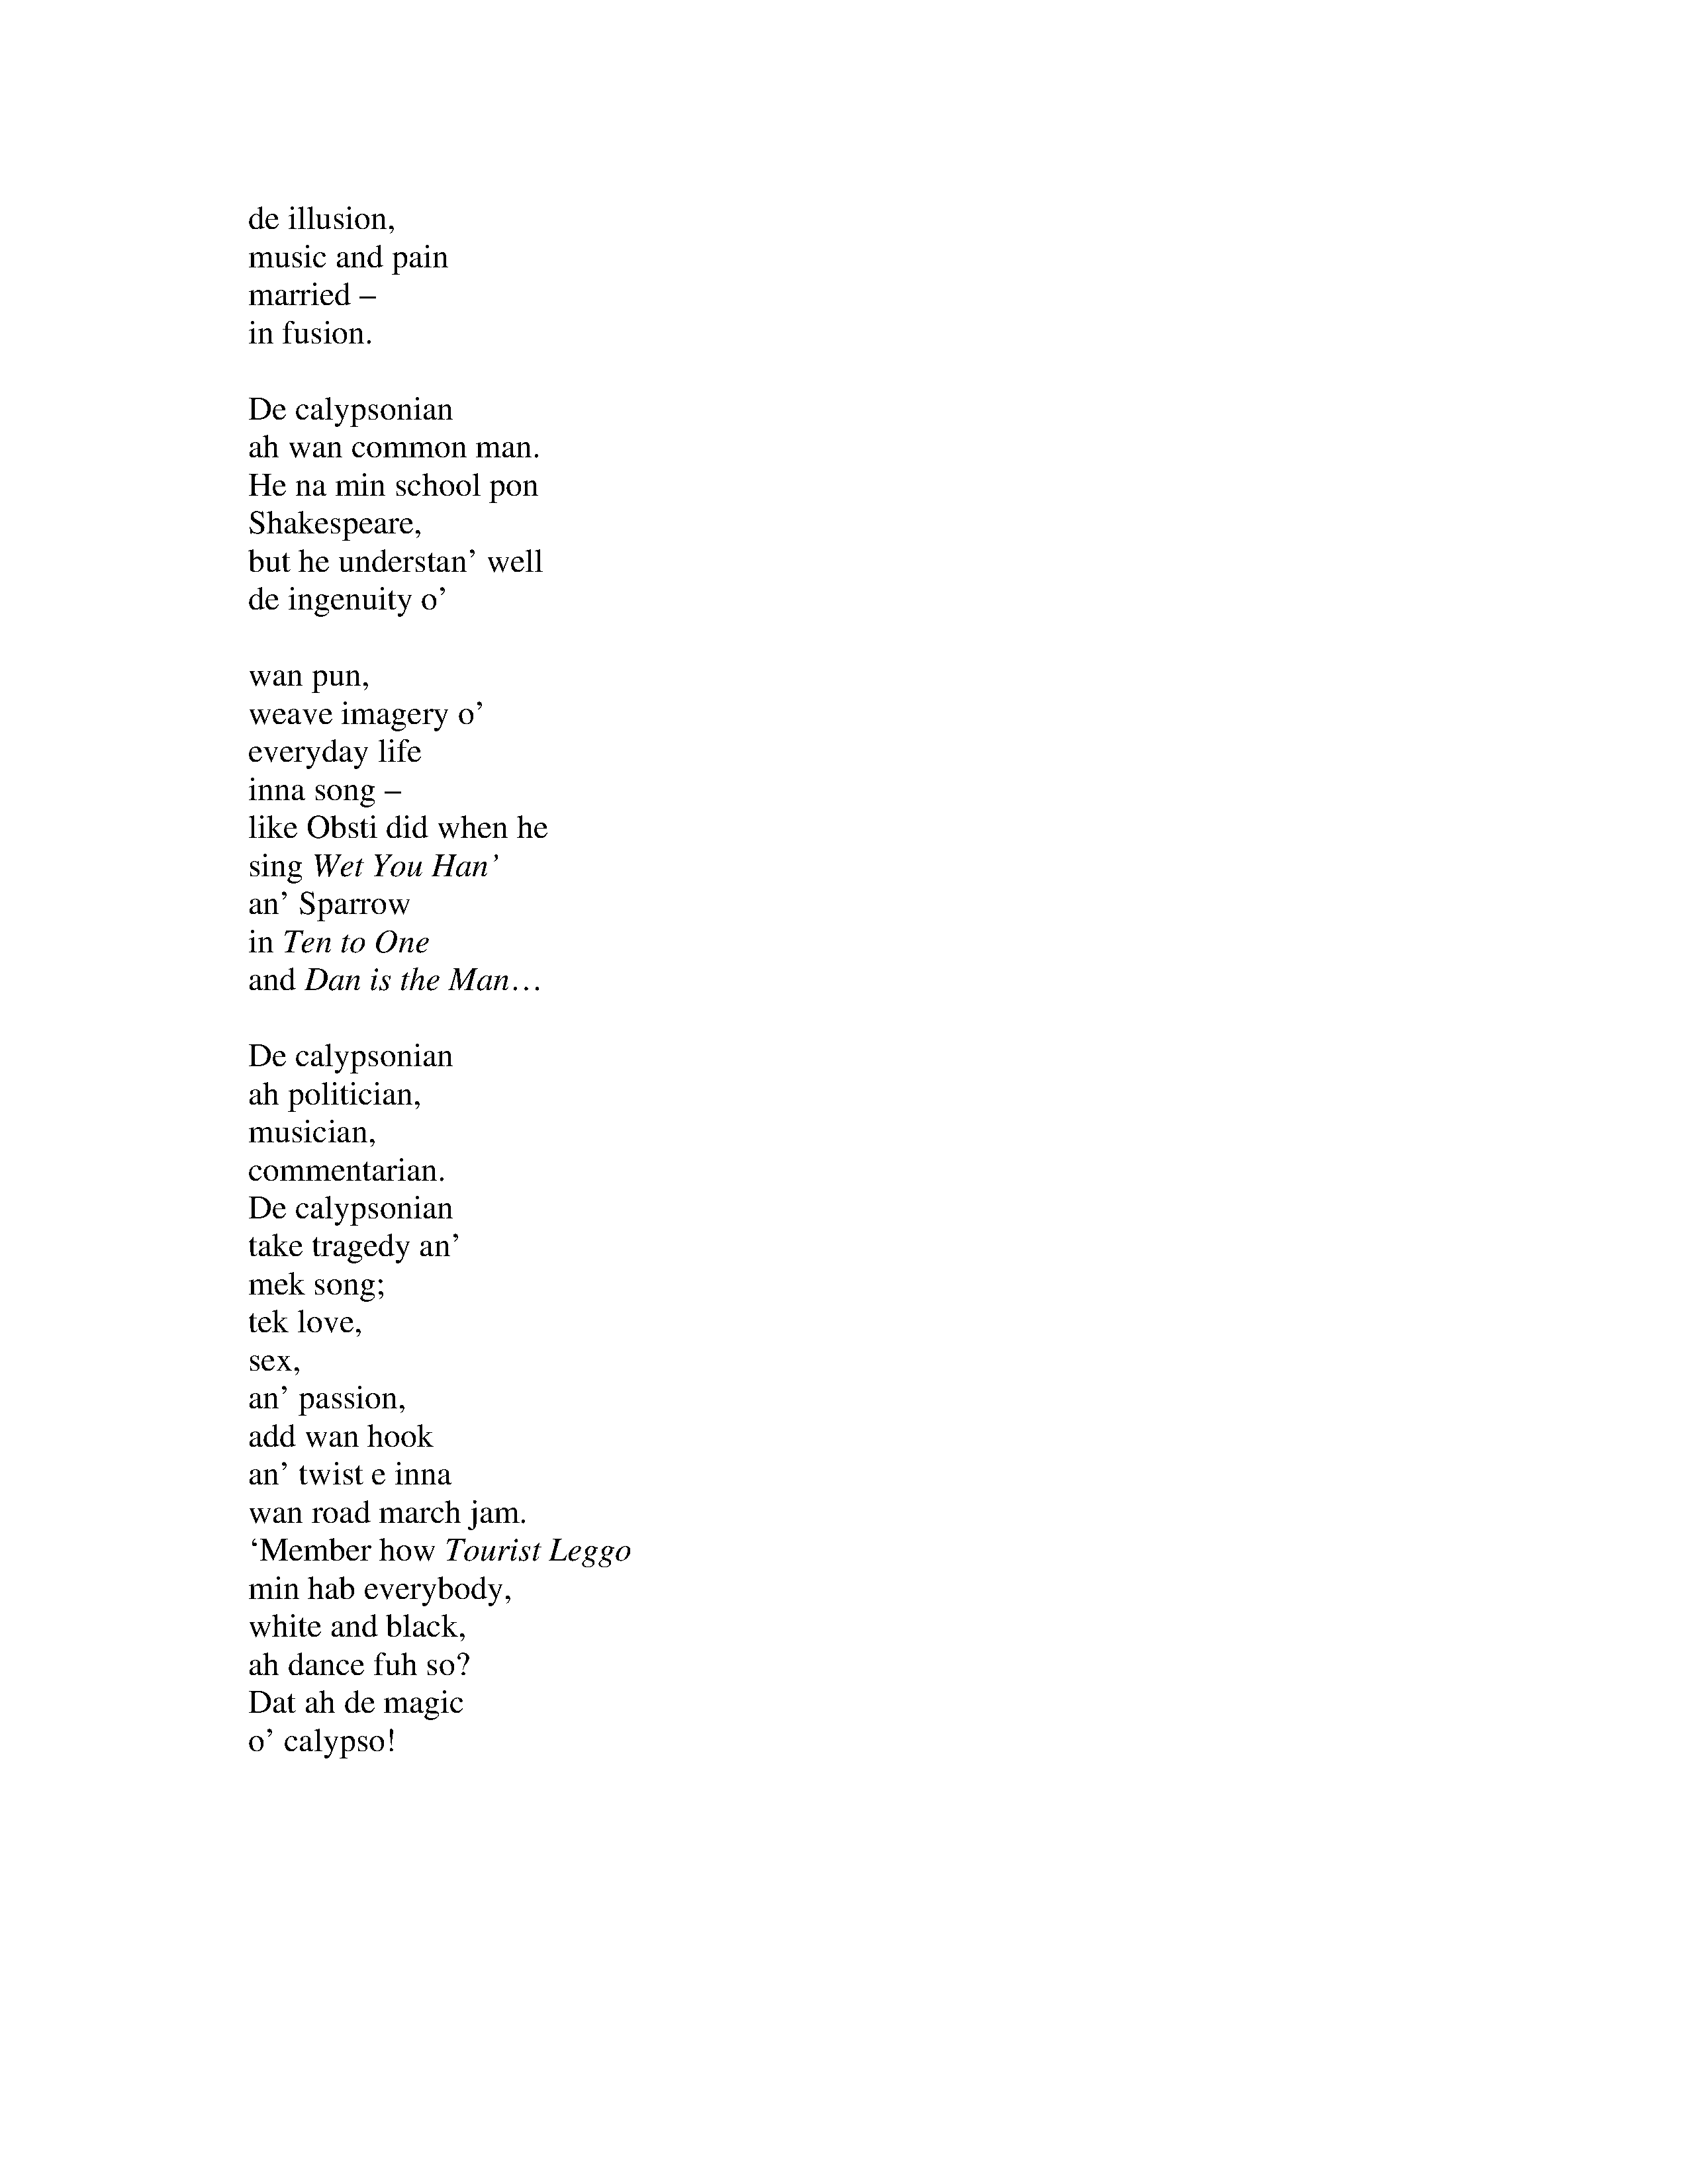 de illusion,
music and pain
married –
in fusion.

De calypsonian
ah wan common man.
He na min school pon
Shakespeare,
but he understan’ well
de ingenuity o’

wan pun,
weave imagery o’
everyday life
inna song –
like Obsti did when he
sing Wet You Han’
an’ Sparrow
in Ten to One
and Dan is the Man…

De calypsonian
ah politician,
musician,
commentarian.
De calypsonian
take tragedy an’
mek song;
tek love,
sex,
an’ passion,
add wan hook
an’ twist e inna
wan road march jam.
‘Member how Tourist Leggo
min hab everybody,
white and black,
ah dance fuh so?
Dat ah de magic
o’ calypso!